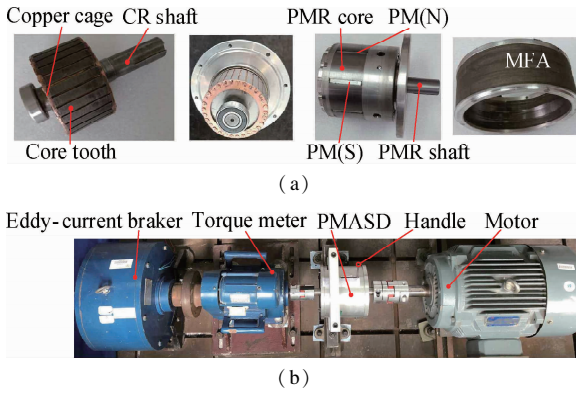 Copper cage CR shaft PMR core PM(N)
MFA
Core tooth PM(S) PMR shaft
(a)
Eddy-current braker Torque meter PMASD Handle Motor
(b)